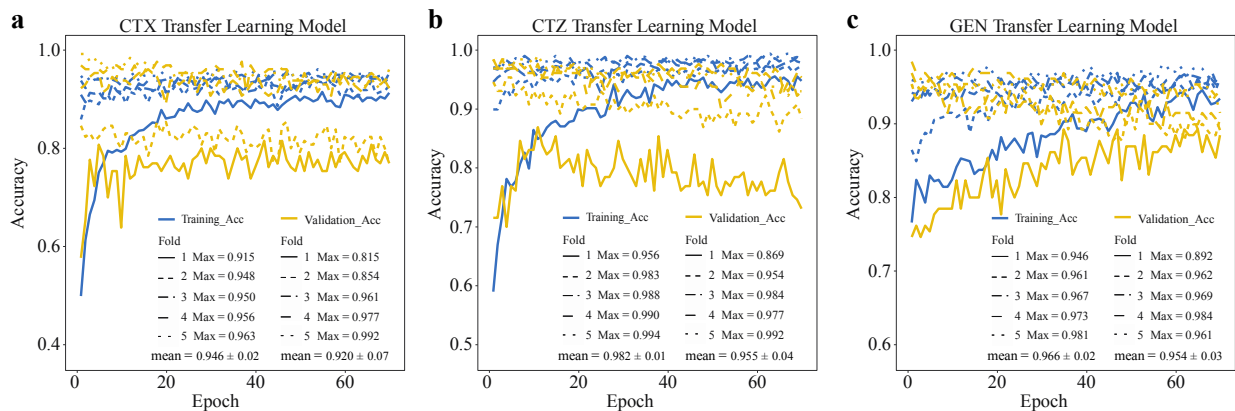 a
CTX Transfer Learning Model
Accuracy
1.0
0.8
0.6
0.4
0
20
40
60
Epoch
Training_Acc
Validation_Acc
Fold
Fold
1 Max = 0.915
1 Max = 0.815
2 Max = 0.948
2 Max = 0.854
3 Max = 0.950
3 Max = 0.961
4 Max = 0.956
4 Max = 0.977
5 Max = 0.963
5 Max = 0.992
mean = 0.946 ± 0.02
mean = 0.920 ± 0.07
b
CTZ Transfer Learning Model
Accuracy
1.0
0.9
0.8
0.7
0.6
0.5
0
20
40
60
Epoch
Training_Acc
Validation_Acc
Fold
Fold
1 Max = 0.956
1 Max = 0.869
2 Max = 0.983
2 Max = 0.954
3 Max = 0.988
3 Max = 0.984
4 Max = 0.990
4 Max = 0.977
5 Max = 0.994
5 Max = 0.992
mean = 0.982 ± 0.01
mean = 0.955 ± 0.04
c
GEN Transfer Learning Model
Accuracy
1.0
0.9
0.8
0.7
0.6
0
20
40
60
Epoch
Training_Acc
Validation_Acc
Fold
Fold
1 Max = 0.946
1 Max = 0.892
2 Max = 0.961
2 Max = 0.962
3 Max = 0.967
3 Max = 0.969
4 Max = 0.973
4 Max = 0.984
5 Max = 0.981
5 Max = 0.961
mean = 0.966 ± 0.02
mean = 0.954 ± 0.03